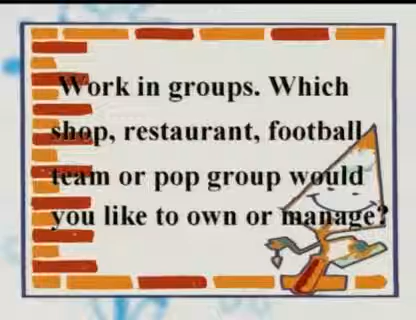 Work in groups. Which
shop, restaurant, football
team or pop group would
you like to own or manage?